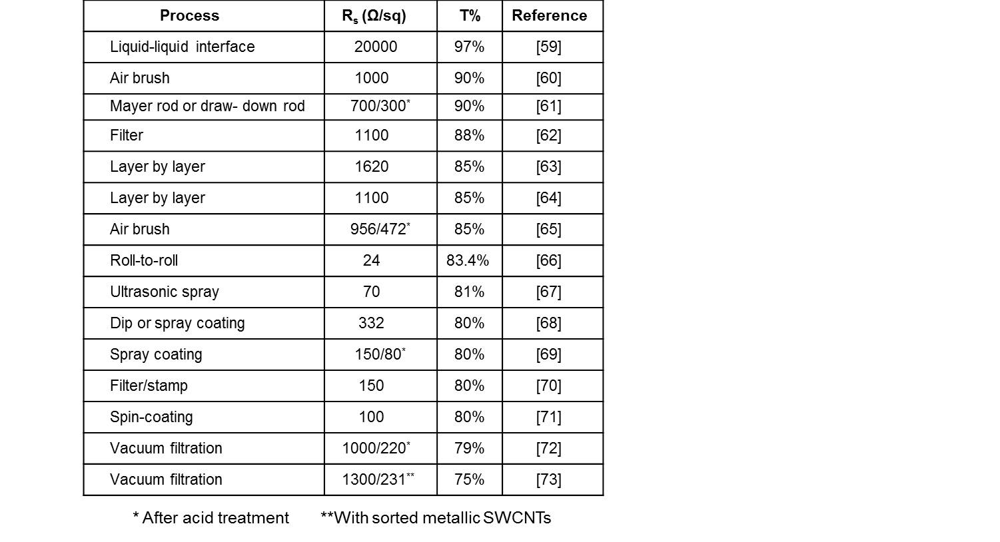 Process Rs (Ω/sq) T% Reference
Liquid-liquid interface 20000 97% [59]
Air brush 1000 90% [60]
Mayer rod or draw- down rod 700/300* 90% [61]
Filter 1100 88% [62]
Layer by layer 1620 85% [63]
Layer by layer 1100 85% [64]
Air brush 956/472* 85% [65]
Roll-to-roll 24 83.4% [66]
Ultrasonic spray 70 81% [67]
Dip or spray coating 332 80% [68]
Spray coating 150/80* 80% [69]
Filter/stamp 150 80% [70]
Spin-coating 100 80% [71]
Vacuum filtration 1000/220* 79% [72]
Vacuum filtration 1300/231** 75% [73]
* After acid treatment **With sorted metallic SWCNTs